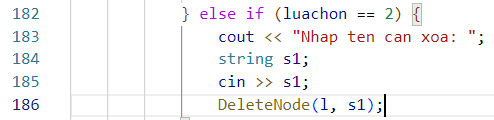 182 } else if (luachon == 2) {
183 cout << "Nhap ten can xoa: ";
184 string s1;
185 cin >> s1;
186 DeleteNode(l, s1);